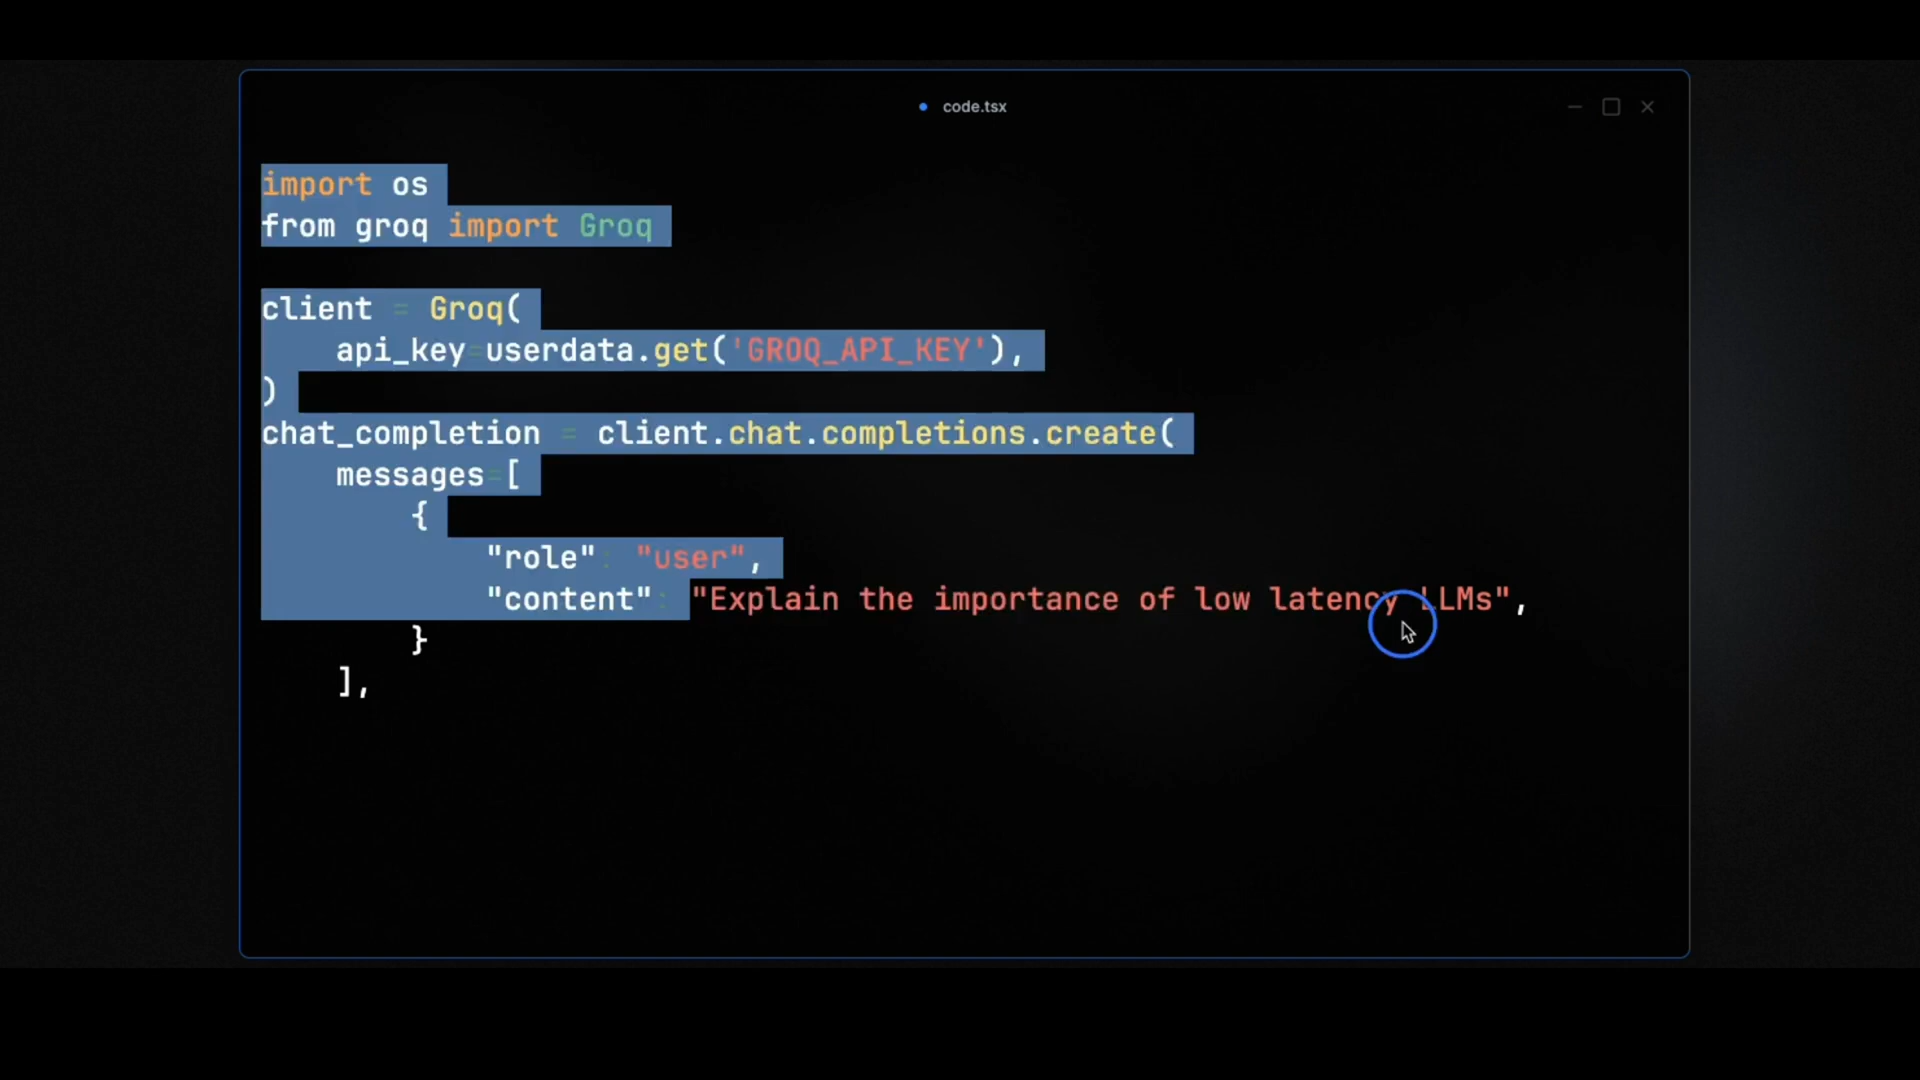 code.tsx
import os
from groq import Groq
client = Groq(
api_key=userdata.get('GROQ_API_KEY'),
)
chat_completion = client.chat.completions.create(
messages=[
{
"role": "user",
"content": "Explain the importance of low latency LLMs",
}
],